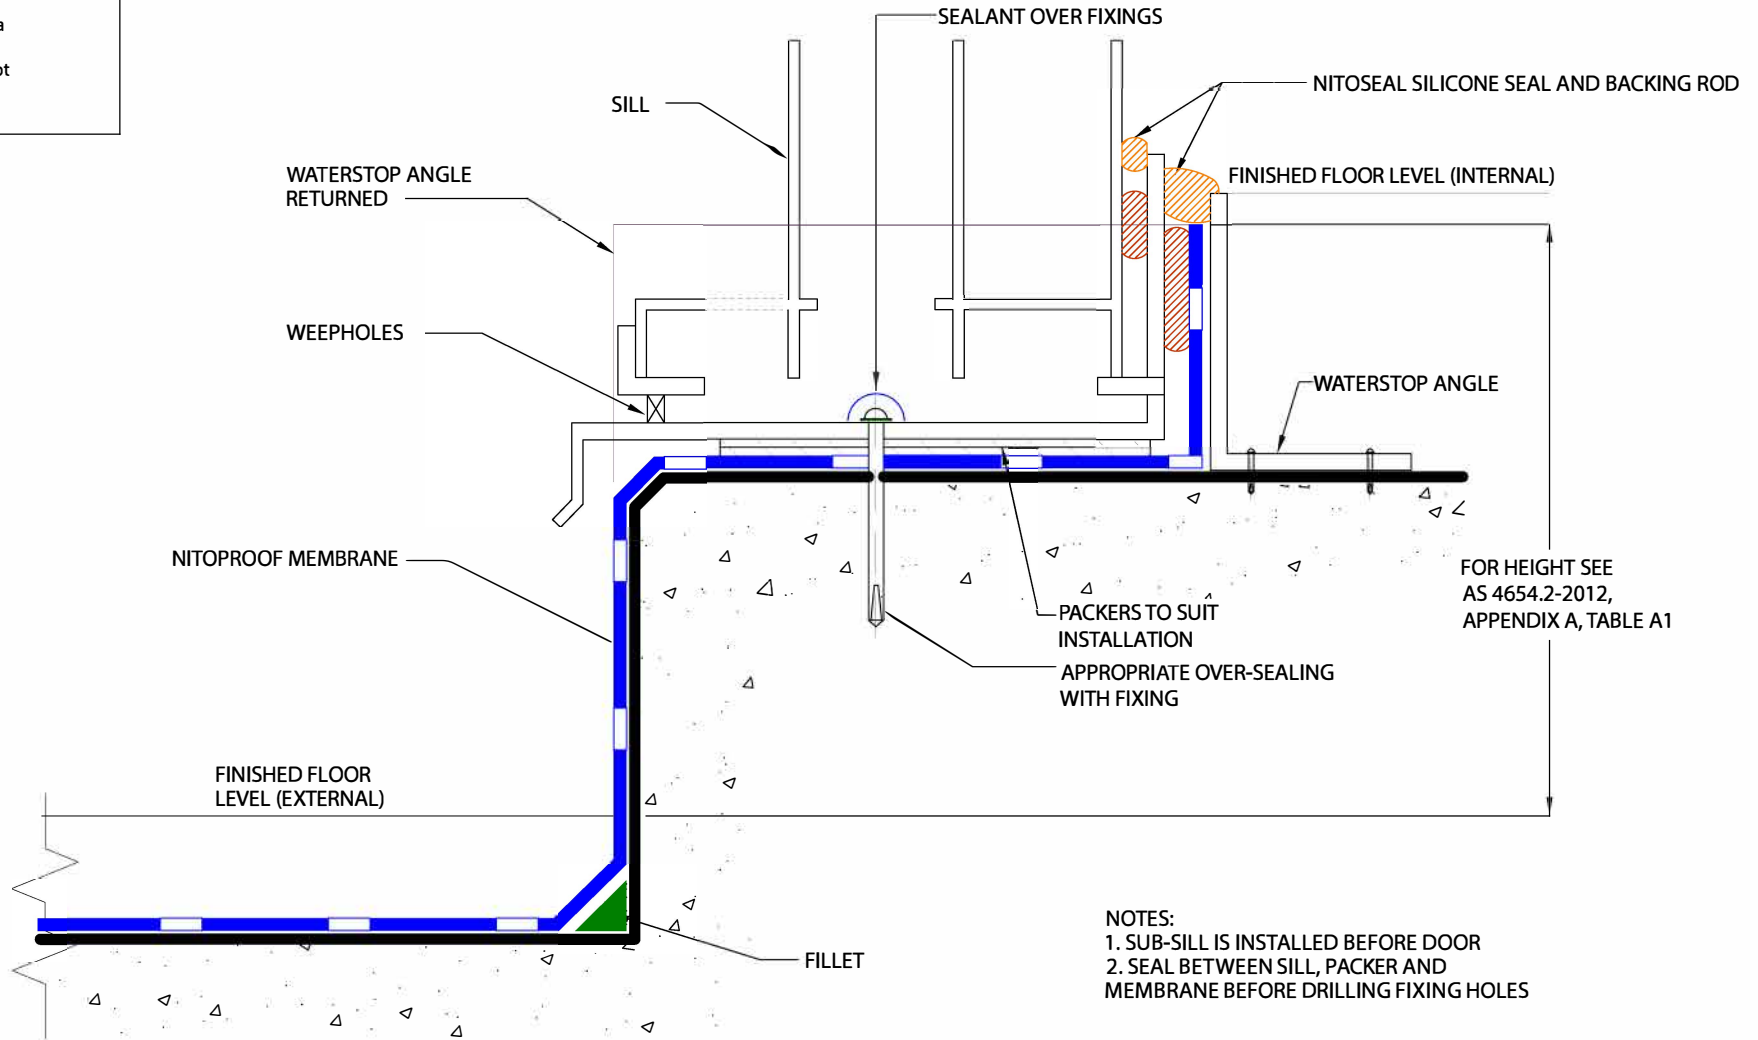 a
ot
SEALANT OVER FIXINGS
SILL
NITOSEAL SILICONE SEAL AND BACKING ROD
WATERSTOP ANGLE
RETURNED
FINISHED FLOOR LEVEL (INTERNAL)
WEEPHOLES
WATERSTOP ANGLE
NITOPROOF MEMBRANE
FOR HEIGHT SEE
AS 4654.2-2012,
APPENDIX A, TABLE A1
PACKERS TO SUIT
INSTALLATION
APPROPRIATE OVER-SEALING
WITH FIXING
FINISHED FLOOR
LEVEL (EXTERNAL)
FILLET
NOTES:
1. SUB-SILL IS INSTALLED BEFORE DOOR
2. SEAL BETWEEN SILL, PACKER AND
MEMBRANE BEFORE DRILLING FIXING HOLES